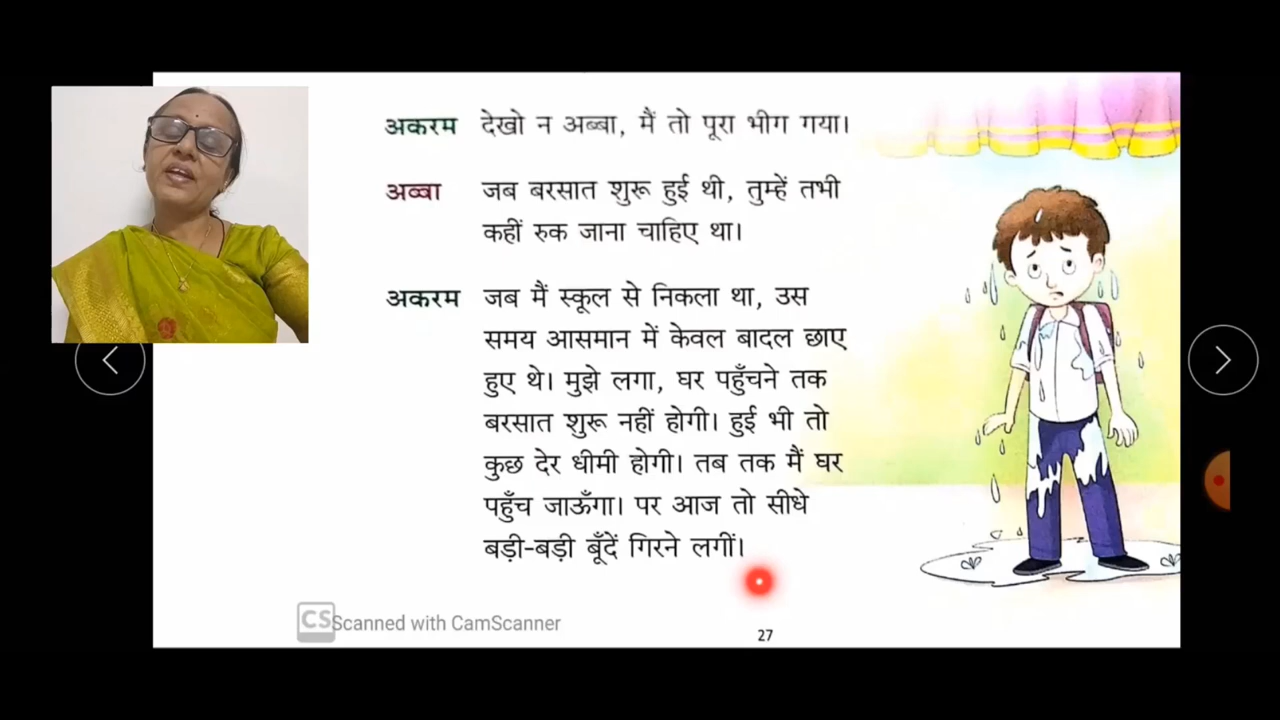 अकरम देखो न अब्बा, मैं तो पूरा भीग गया।
अब्बा जब बरसात शुरू हुई थी, तुम्हें तभी
कहीं रुक जाना चाहिए था।
अकरम जब मैं स्कूल से निकला था, उस
समय आसमान में केवल बादल छाए
हुए थे। मुझे लगा, घर पहुँचने तक
बरसात शुरू नहीं होगी। हुई भी तो
कुछ देर धीमी होगी। तब तक मैं घर
पहुँच जाऊँगा। पर आज तो सीधे
बड़ी-बड़ी बूँदें गिरने लगीं।
CS Scanned with CamScanner
27